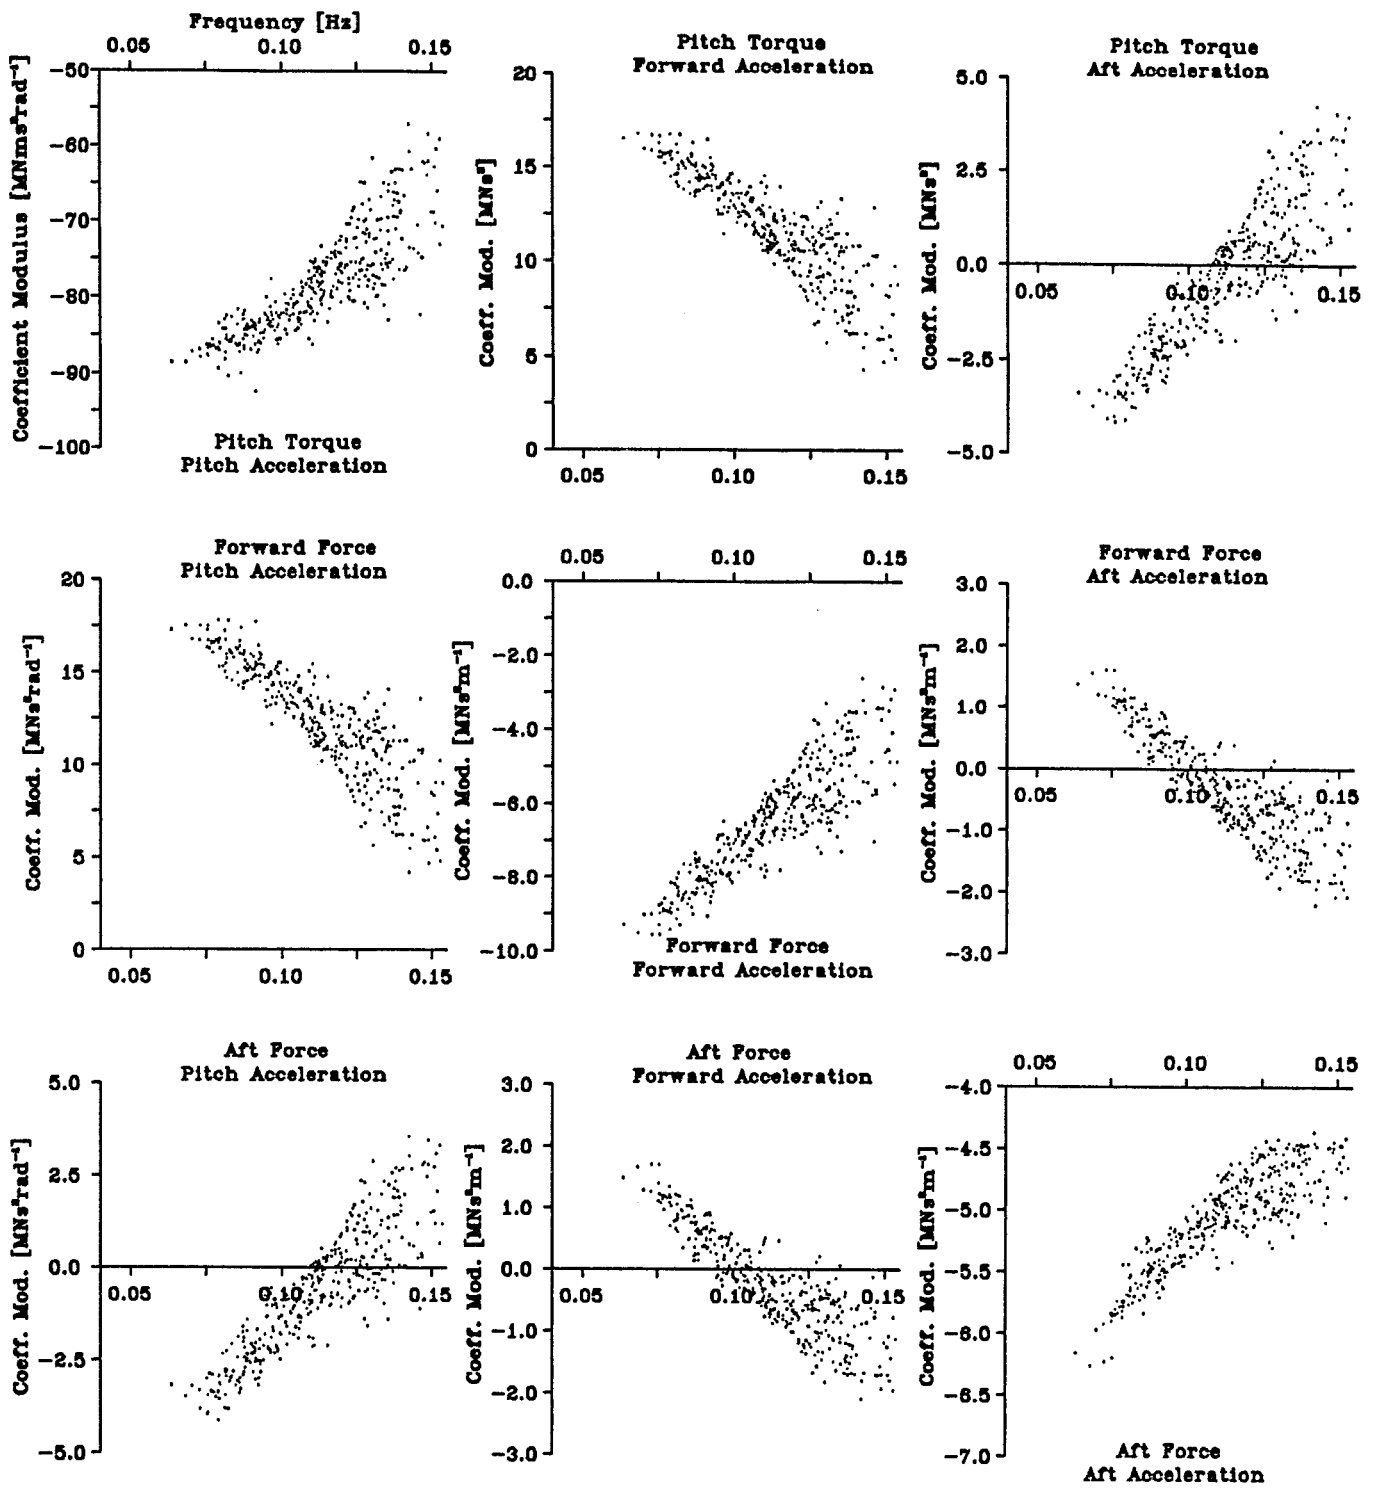 Frequency [Hz]
0.05 0.10 0.15
Coefficient Modulus [MNms²rad⁻¹]
-50
-60
-70
-80
-90
-100
Pitch Torque
Pitch Acceleration
Pitch Torque
Forward Acceleration
Coeff. Mod. [MNs²]
20
15
10
5
0
0.05 0.10 0.15
Pitch Torque
Aft Acceleration
Coeff. Mod. [MNs²]
5.0
2.5
0.0
-2.5
-5.0
0.05 0.10 0.15
Forward Force
Pitch Acceleration
Coeff. Mod. [MNs²rad⁻¹]
20
15
10
5
0
0.05 0.10 0.15
0.05 0.10 0.15
Coeff. Mod. [MNs²m⁻¹]
0.0
-2.0
-4.0
-6.0
-8.0
-10.0
Forward Force
Forward Acceleration
Forward Force
Aft Acceleration
Coeff. Mod. [MNs²m⁻¹]
3.0
2.0
1.0
0.0
-1.0
-2.0
-3.0
0.05 0.10 0.15
Aft Force
Pitch Acceleration
Coeff. Mod. [MNs²rad⁻¹]
5.0
2.5
0.0
-2.5
-5.0
0.05 0.10 0.15
Aft Force
Forward Acceleration
Coeff. Mod. [MNs²m⁻¹]
3.0
2.0
1.0
0.0
-1.0
-2.0
-3.0
0.05 0.10 0.15
0.05 0.10 0.15
Coeff. Mod. [MNs²m⁻¹]
-4.0
-4.5
-5.0
-5.5
-6.0
-6.5
-7.0
Aft Force
Aft Acceleration